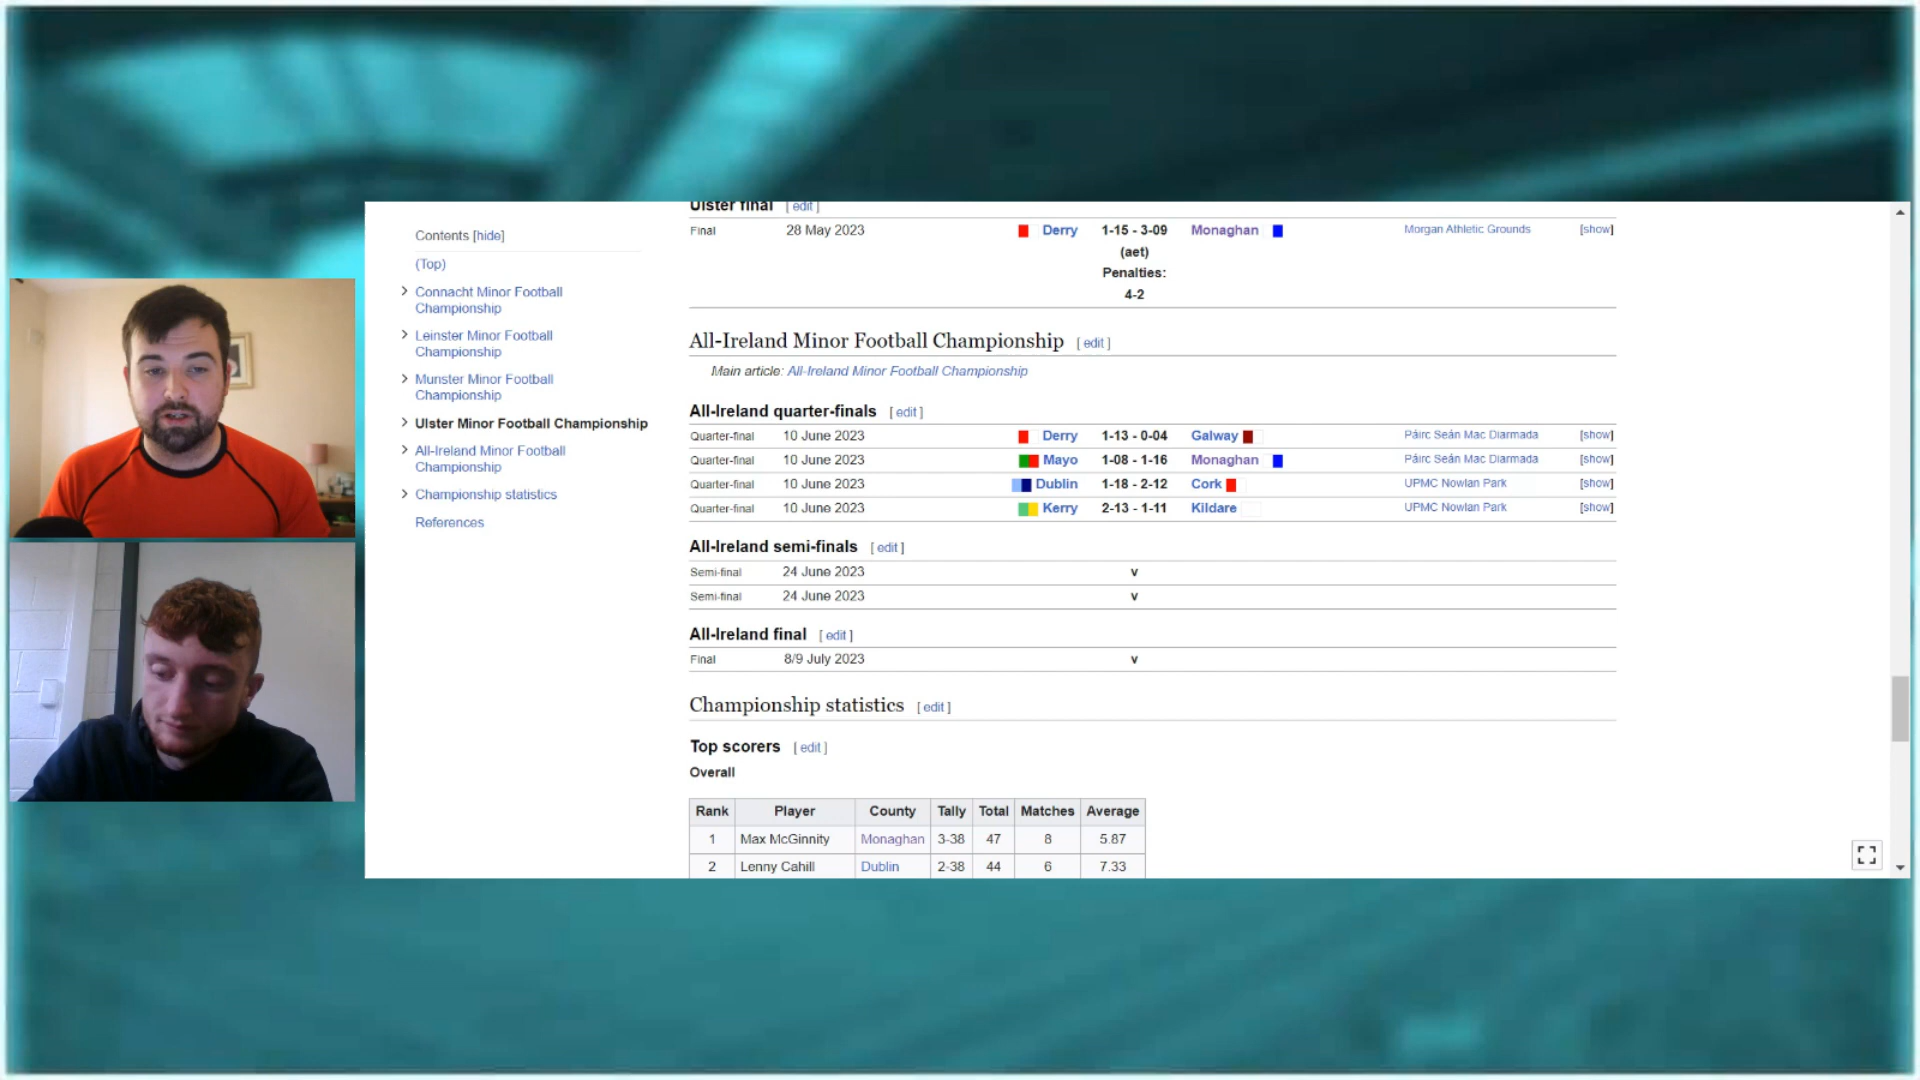 Contents [hide]
(Top)
Connacht Minor Football
Championship
Leinster Minor Football
Championship
Munster Minor Football
Championship
Ulster Minor Football Championship
All-Ireland Minor Football
Championship
Championship statistics
References
Ulster final [ edit ]
Final 28 May 2023 Derry 1-15 - 3-09 Monaghan Morgan Athletic Grounds [show]
(aet)
Penalties:
4-2
All-Ireland Minor Football Championship [ edit ]
Main article: All-Ireland Minor Football Championship
All-Ireland quarter-finals [ edit ]
Quarter-final 10 June 2023 Derry 1-13 - 0-04 Galway Páirc Seán Mac Diarmada [show]
Quarter-final 10 June 2023 Mayo 1-08 - 1-16 Monaghan Páirc Seán Mac Diarmada [show]
Quarter-final 10 June 2023 Dublin 1-18 - 2-12 Cork UPMC Nowlan Park [show]
Quarter-final 10 June 2023 Kerry 2-13 - 1-11 Kildare UPMC Nowlan Park [show]
All-Ireland semi-finals [ edit ]
Semi-final 24 June 2023 v
Semi-final 24 June 2023 v
All-Ireland final [ edit ]
Final 8/9 July 2023 v
Championship statistics [ edit ]
Top scorers [ edit ]
Overall
Rank Player County Tally Total Matches Average
1 Max McGinnity Monaghan 3-38 47 8 5.87
2 Lenny Cahill Dublin 2-38 44 6 7.33